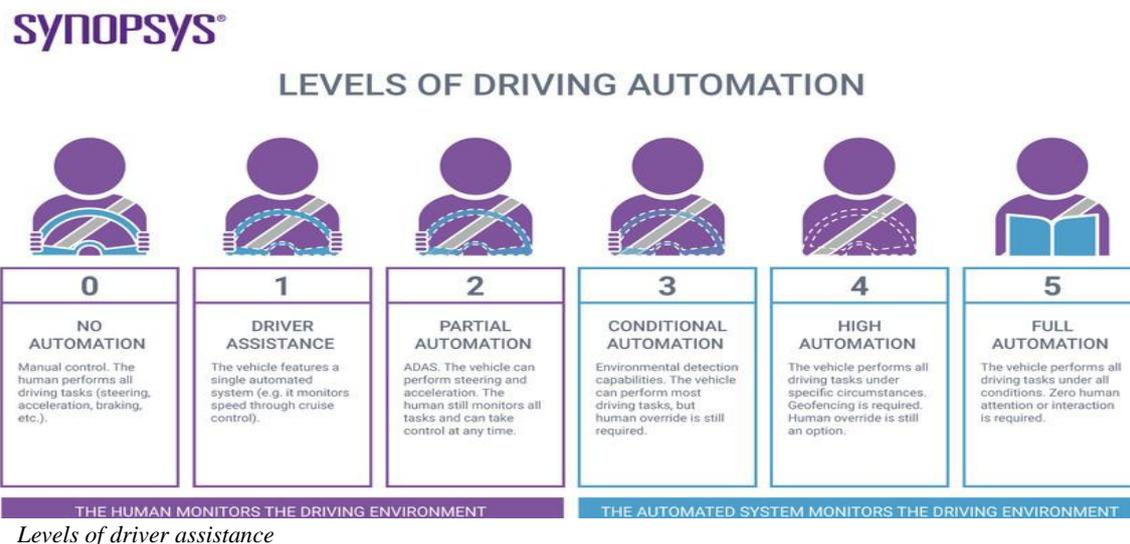 SYNOPSYS®
LEVELS OF DRIVING AUTOMATION
0
NO
AUTOMATION
Manual control. The
human performs all
driving tasks (steering,
acceleration, braking,
etc.).
1
DRIVER
ASSISTANCE
The vehicle features a
single automated
system (e.g. it monitors
speed through cruise
control).
2
PARTIAL
AUTOMATION
ADAS. The vehicle can
perform steering and
acceleration. The
human still monitors all
tasks and can take
control at any time.
3
CONDITIONAL
AUTOMATION
Environmental detection
capabilities. The vehicle
can perform most
driving tasks, but
human override is still
required.
4
HIGH
AUTOMATION
The vehicle performs all
driving tasks under
specific circumstances.
Geofencing is required.
Human override is still
an option.
5
FULL
AUTOMATION
The vehicle performs all
driving tasks under all
conditions. Zero human
attention or interaction
is required.
THE HUMAN MONITORS THE DRIVING ENVIRONMENT
THE AUTOMATED SYSTEM MONITORS THE DRIVING ENVIRONMENT
Levels of driver assistance